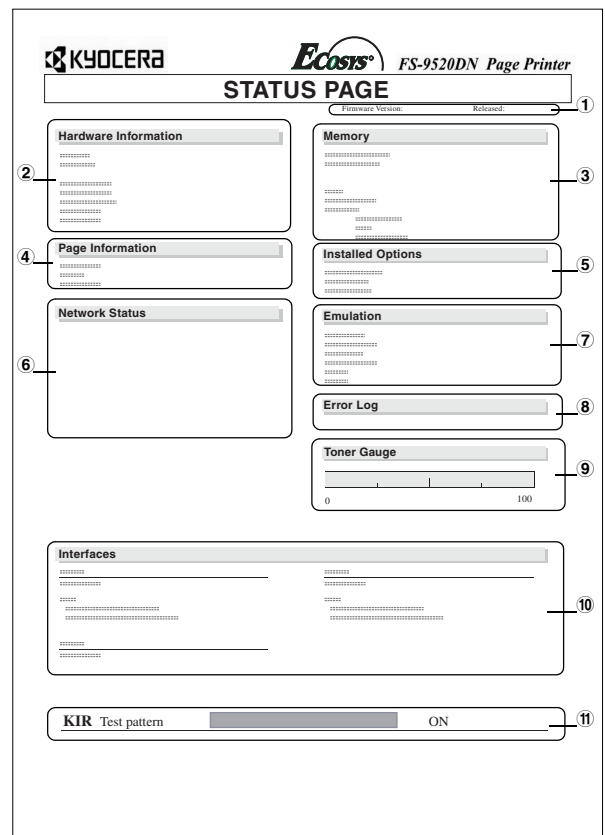 KYOCERA ECOSYS FS-9520DN Page Printer
STATUS PAGE
Firmware Version: Released: ①
Hardware Information
②
Memory
③
Page Information
④
Installed Options
⑤
Network Status
⑥
Emulation
⑦
Error Log
⑧
Toner Gauge
⑨
0 100
Interfaces
⑩
KIR Test pattern ON ⑪